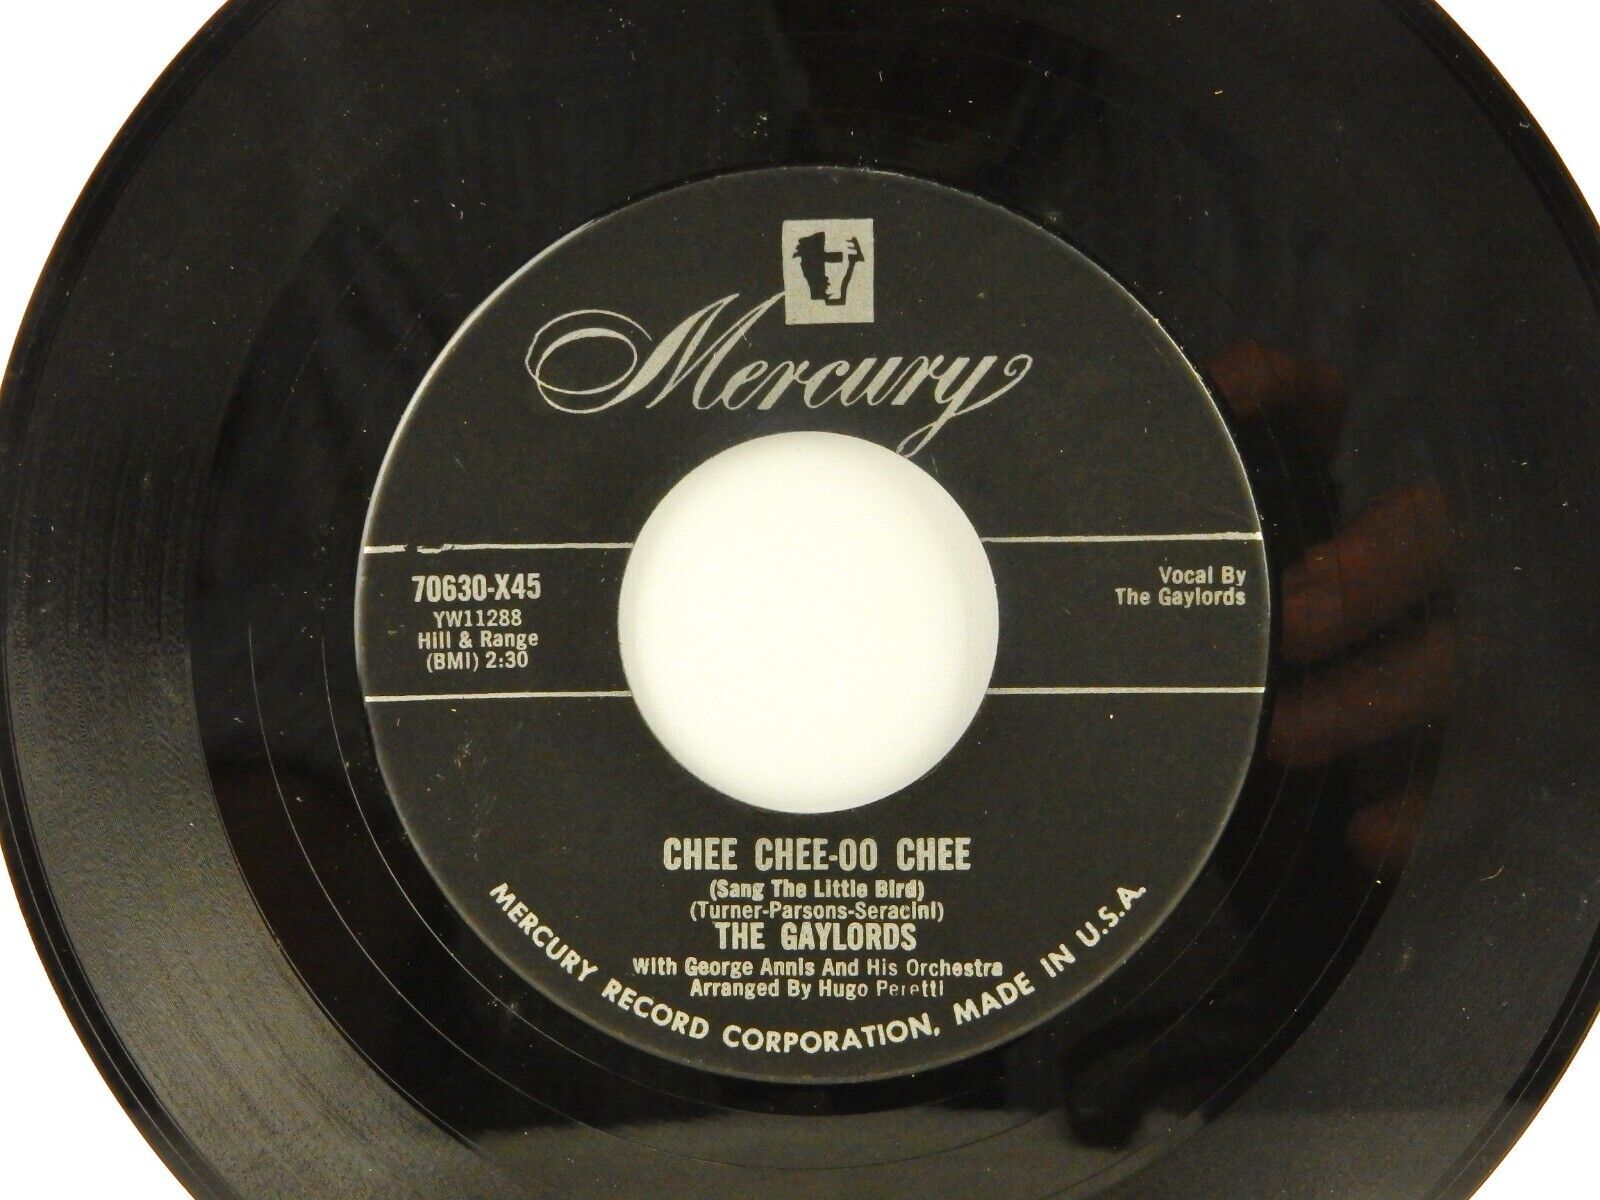 Mercury
70630-X45
YW11288
Hill & Range
(BMI) 2:30
Vocal By
The Gaylords
CHEE CHEE-OO CHEE
(Sang The Little Bird)
(Turner-Parsons-Seracini)
THE GAYLORDS
With George Annis And His Orchestra
Arranged By Hugo Peretti
MERCURY RECORD CORPORATION, MADE IN U.S.A.